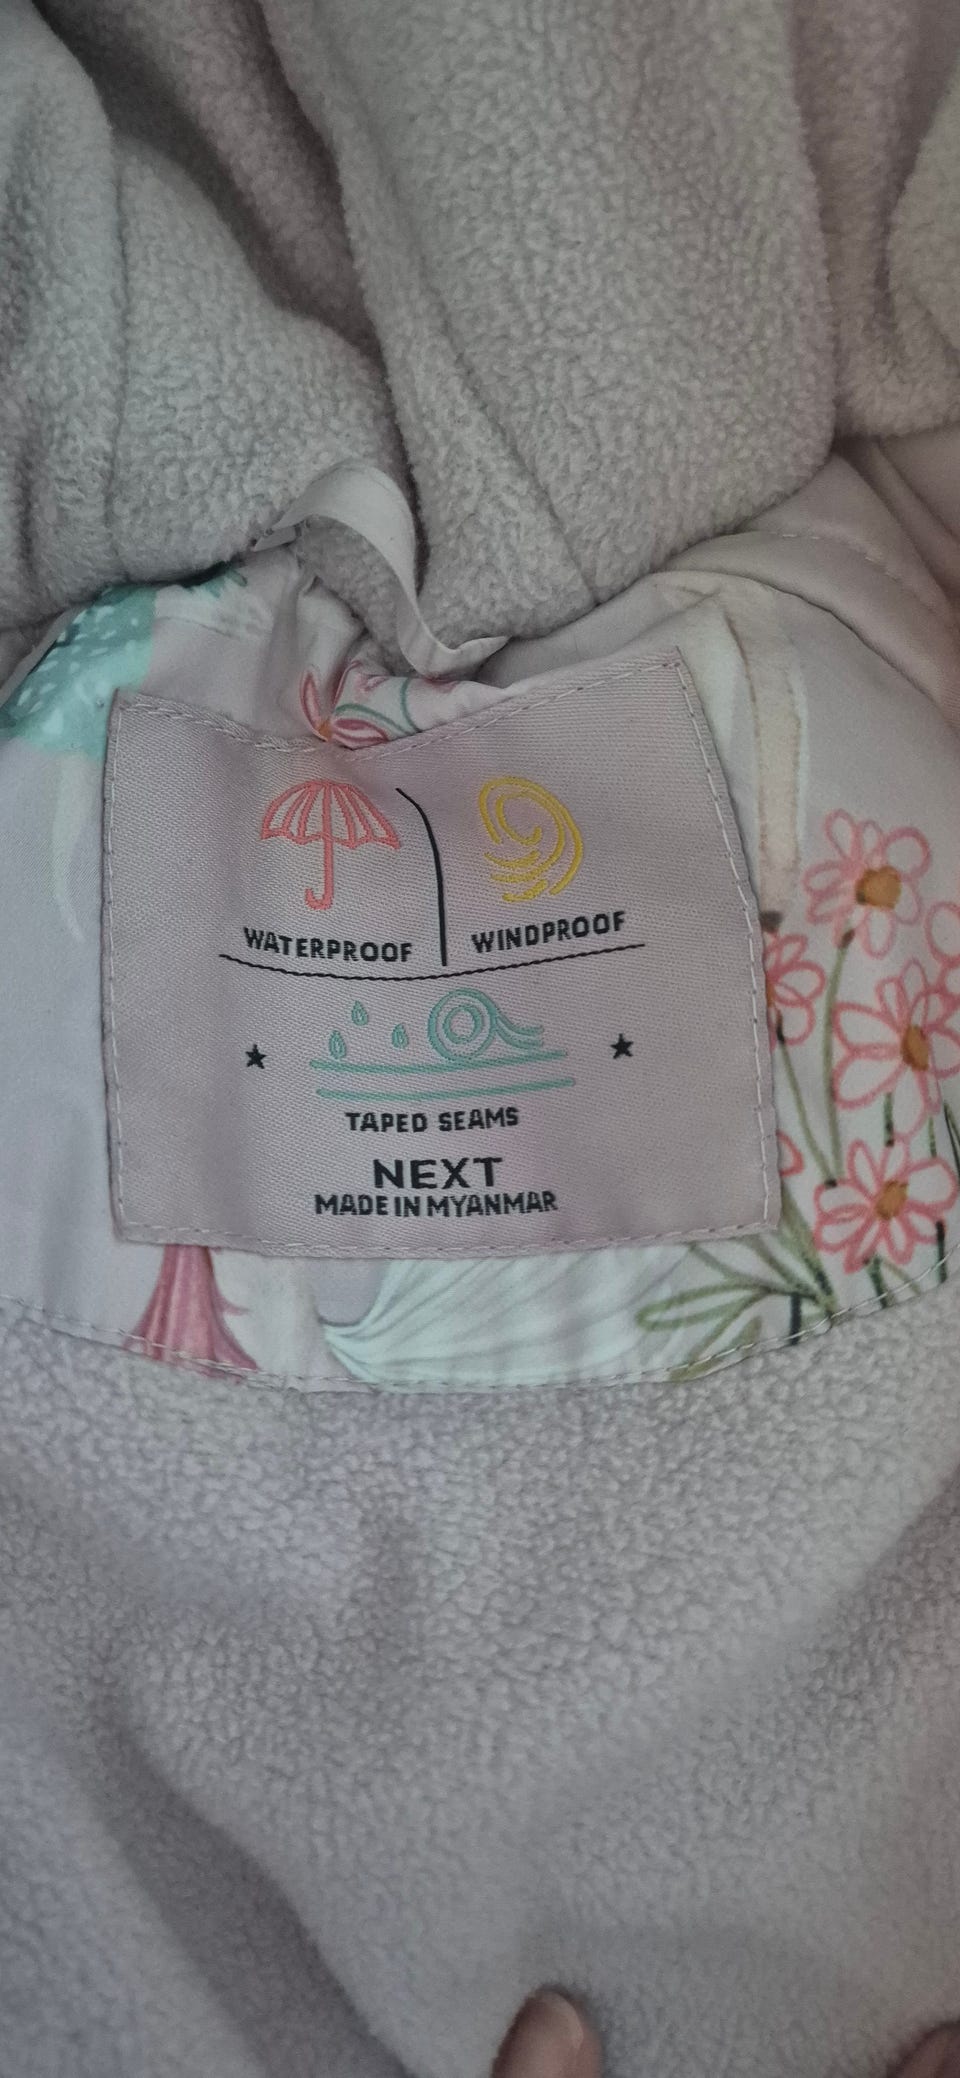 WATERPROOF
WINDPROOF
TAPED SEAMS
NEXT
MADE IN MYANMAR